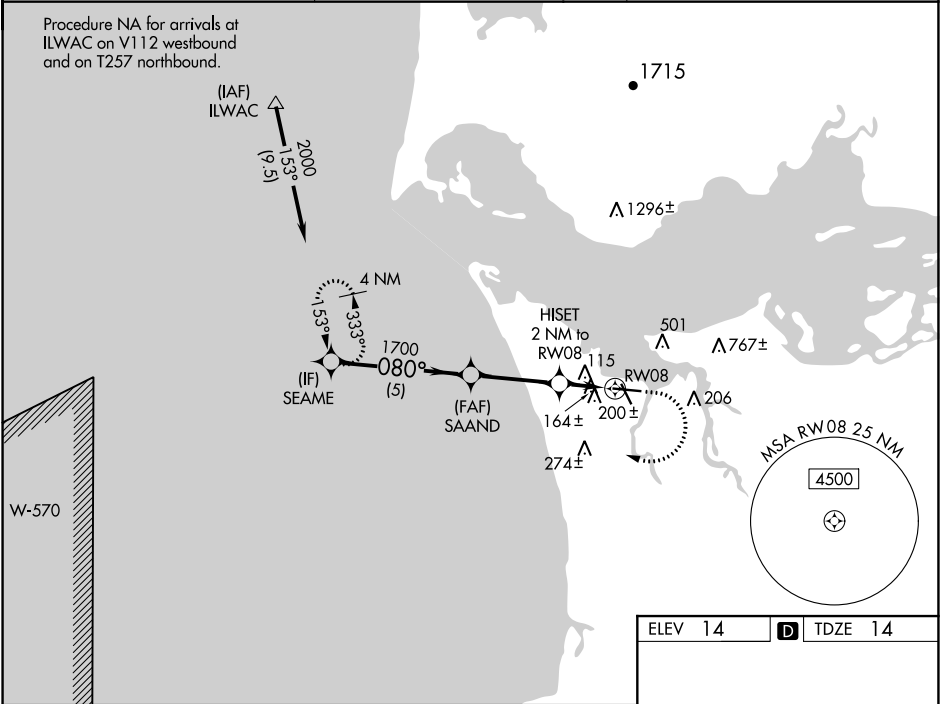 Procedure NA for arrivals at
ILWAC on V112 westbound
and on T257 northbound.
1715
(IAF)
ILWAC
2000
153°
(9.5)
1296±
4 NM
153°
333°
HISET
2 NM to
RW08
501
767±
1700
080°
(5)
115
RW08
(IF)
SEAME
(FAF)
SAAND
164±
200±
206
274±
MSA RW08 25 NM
4500
W-570
ELEV 14
D
TDZE 14